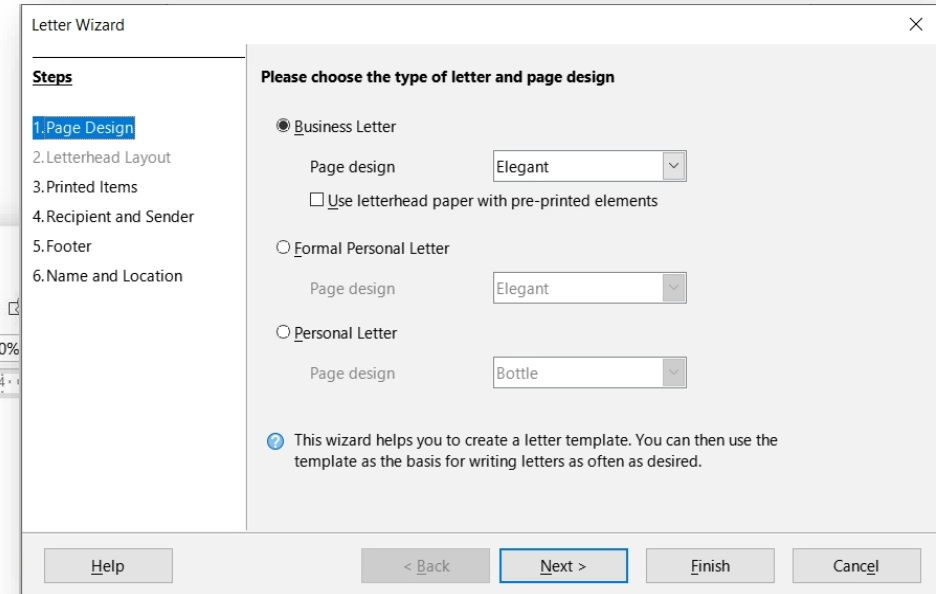 Letter Wizard
Steps
1.Page Design
2.Letterhead Layout
3.Printed Items
4.Recipient and Sender
5.Footer
6.Name and Location
0%
4
Please choose the type of letter and page design
Business Letter
Page design Elegant
Use letterhead paper with pre-printed elements
Formal Personal Letter
Page design Elegant
Personal Letter
Page design Bottle
This wizard helps you to create a letter template. You can then use the
template as the basis for writing letters as often as desired.
Help < Back Next > Finish Cancel